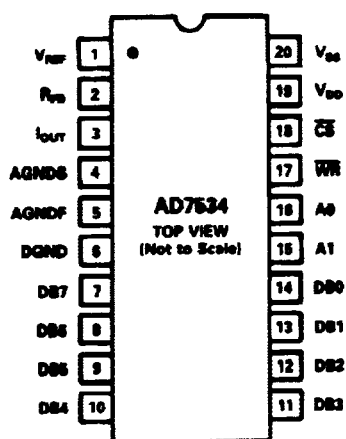 VREF 1
RFB 2
IOUT 3
AGNDS 4
AGNDF 5
DGND 6
DB7 7
DB6 8
DB5 9
DB4 10
AD7534
TOP VIEW
(Not to Scale)
20 VSS
19 VDD
18 CS
17 WR
16 A0
15 A1
14 DB0
13 DB1
12 DB2
11 DB3